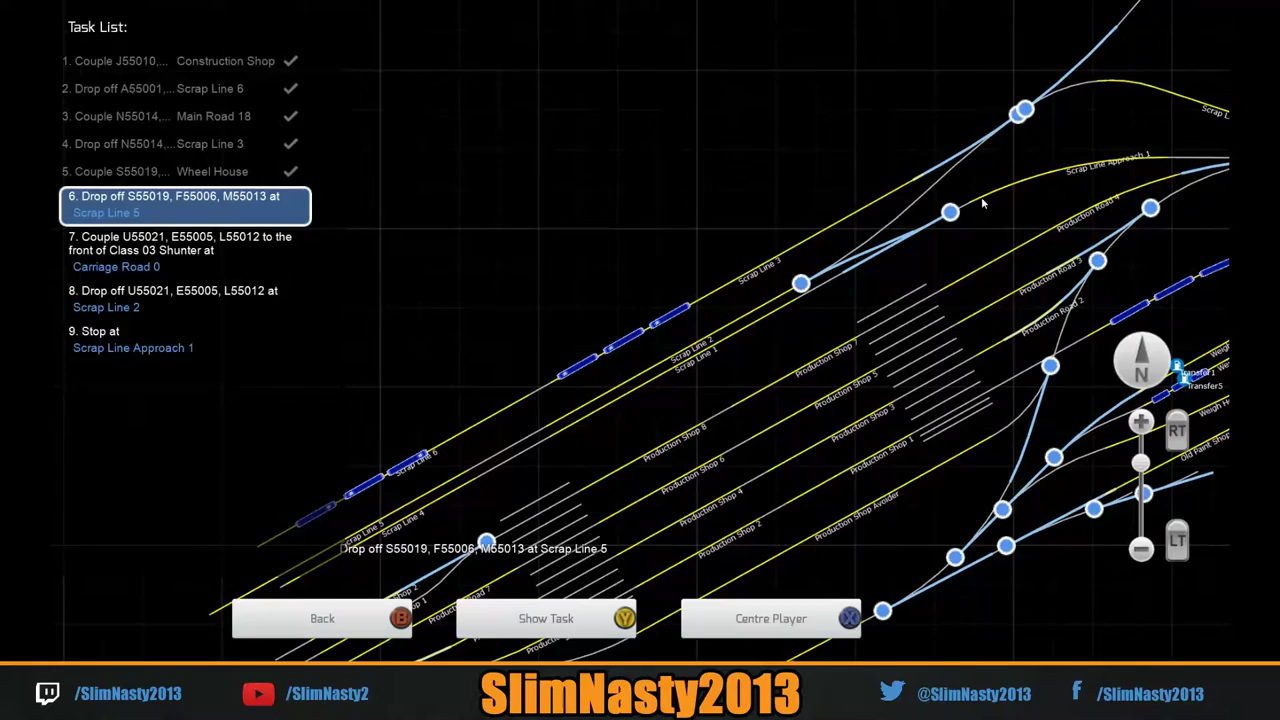 Task List:
1. Couple J55010,... Construction Shop
2. Drop off A55001,... Scrap Line 6
3. Couple N55014,... Main Road 18
4. Drop off N55014,... Scrap Line 3
5. Couple S55019,... Wheel House
6. Drop off S55019, F55006, M55013 at
Scrap Line 5
7. Couple U55021, E55005, L55012 to the
front of Class 03 Shunter at
Carriage Road 0
8. Drop off U55021, E55005, L55012 at
Scrap Line 2
9. Stop at
Scrap Line Approach 1
Scrap L
Scrap Line Approach 1
Production Road 4
Scrap Line 3
Production Road 3
Production Road 2
Scrap Line 2
Scrap Line 1
Production Shop 7
Production Shop 5
Production Shop 3
Production Shop 1
Production Shop 8
Production Shop 6
Production Shop 4
Production Shop 2
Production Shop Avoider
Scrap Line 6
Scrap Line 5
Scrap Line 4
Transfer1
Transfer5
Weigh H
Old Paint Shop
N
RT
LT
Drop off S55019, F55006, M55013 at Scrap Line 5
Back B
Show Task Y
Centre Player X
/SlimNasty2013
/SlimNasty2
SlimNasty2013
@SlimNasty2013
/SlimNasty2013